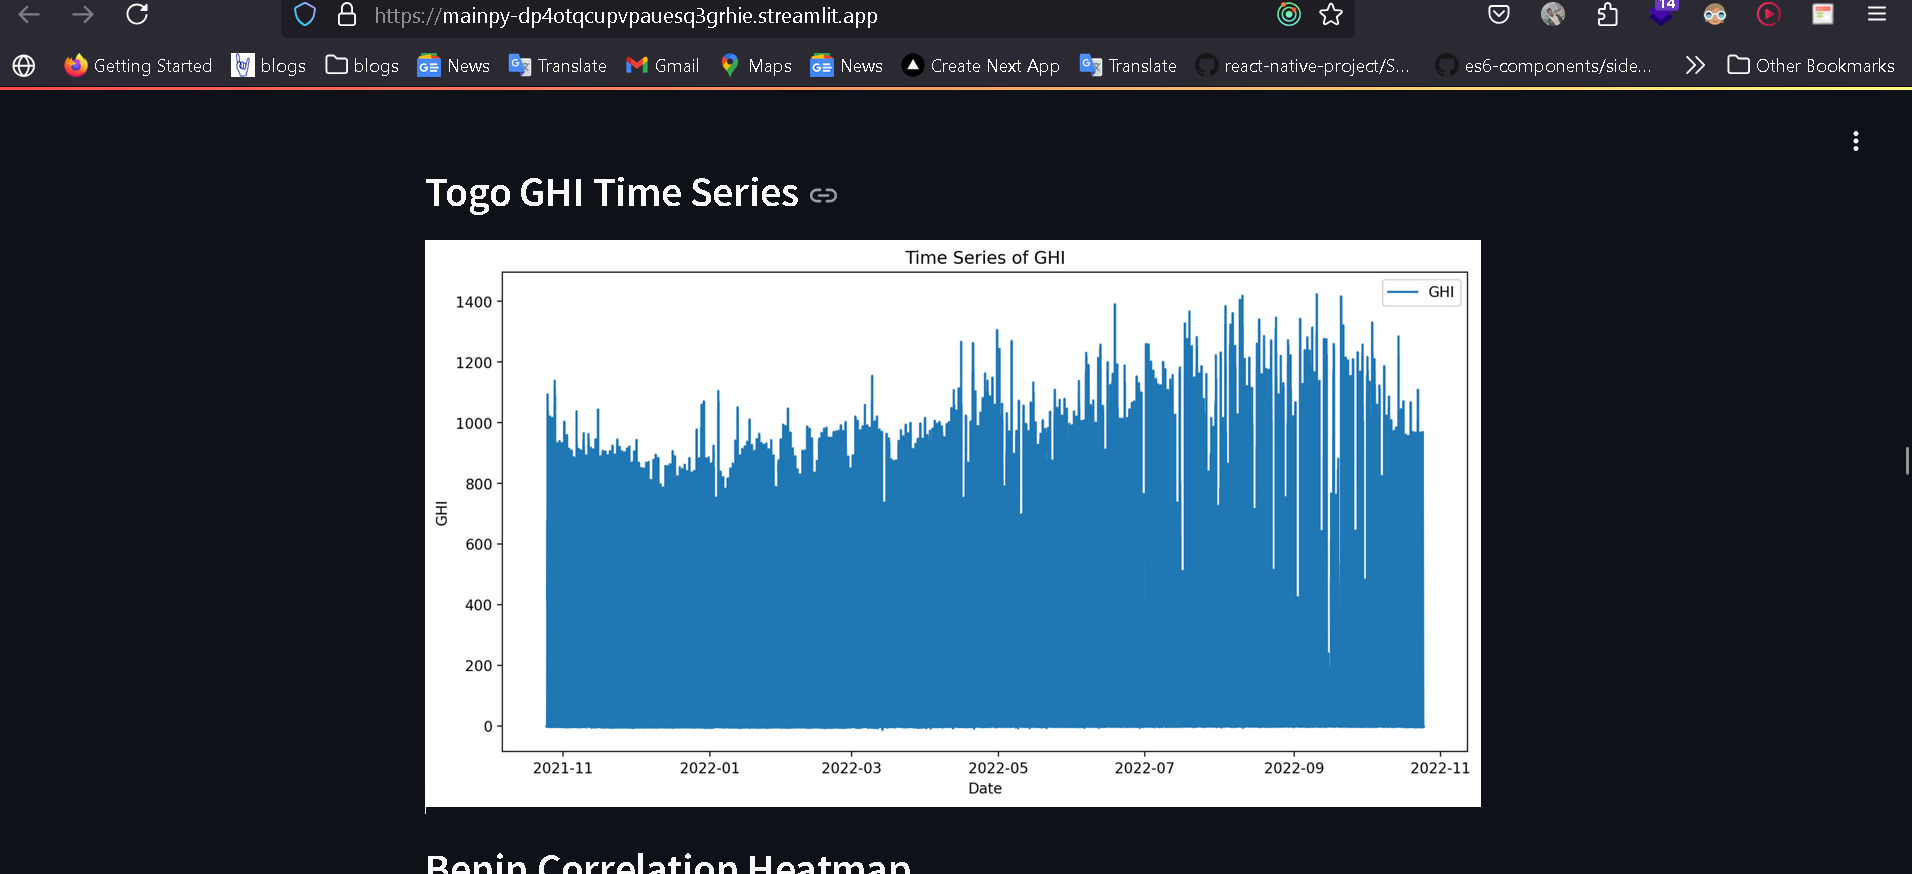 https://mainpy-dp4otqcupvpauesq3grhie.streamlit.app
14
Getting Started blogs blogs News Translate Gmail Maps News Create Next App Translate react-native-project/S... es6-components/side... Other Bookmarks
Togo GHI Time Series
Time Series of GHI
GHI
1400
1200
1000
800
600
400
200
0
GHI
2021-11 2022-01 2022-03 2022-05 2022-07 2022-09 2022-11
Date
Benin Correlation Heatmap